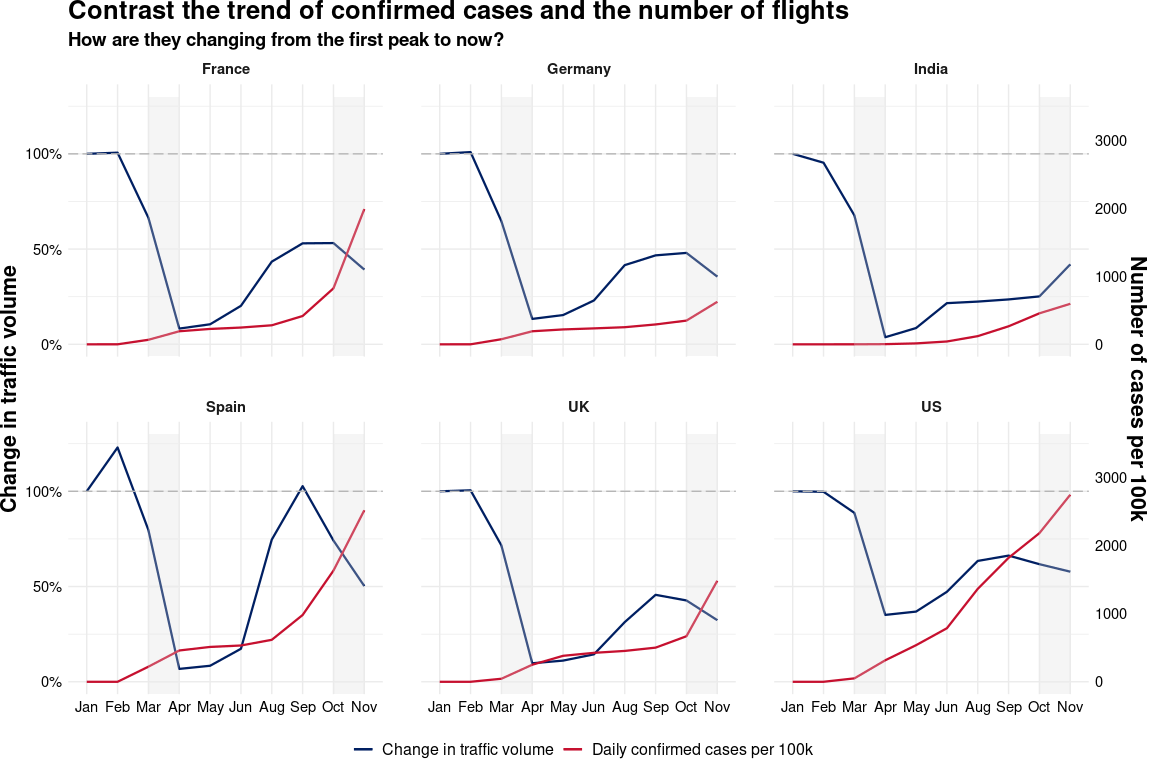 Contrast the trend of confirmed cases and the number of flights
How are they changing from the first peak to now?
France
Germany
India
Change in traffic volume
100%
50%
0%
3000
2000
1000
0
Number of cases per 100k
Spain
UK
US
100%
50%
0%
3000
2000
1000
0
Jan Feb Mar Apr May Jun Aug Sep Oct Nov
Jan Feb Mar Apr May Jun Aug Sep Oct Nov
Jan Feb Mar Apr May Jun Aug Sep Oct Nov
Change in traffic volume Daily confirmed cases per 100k